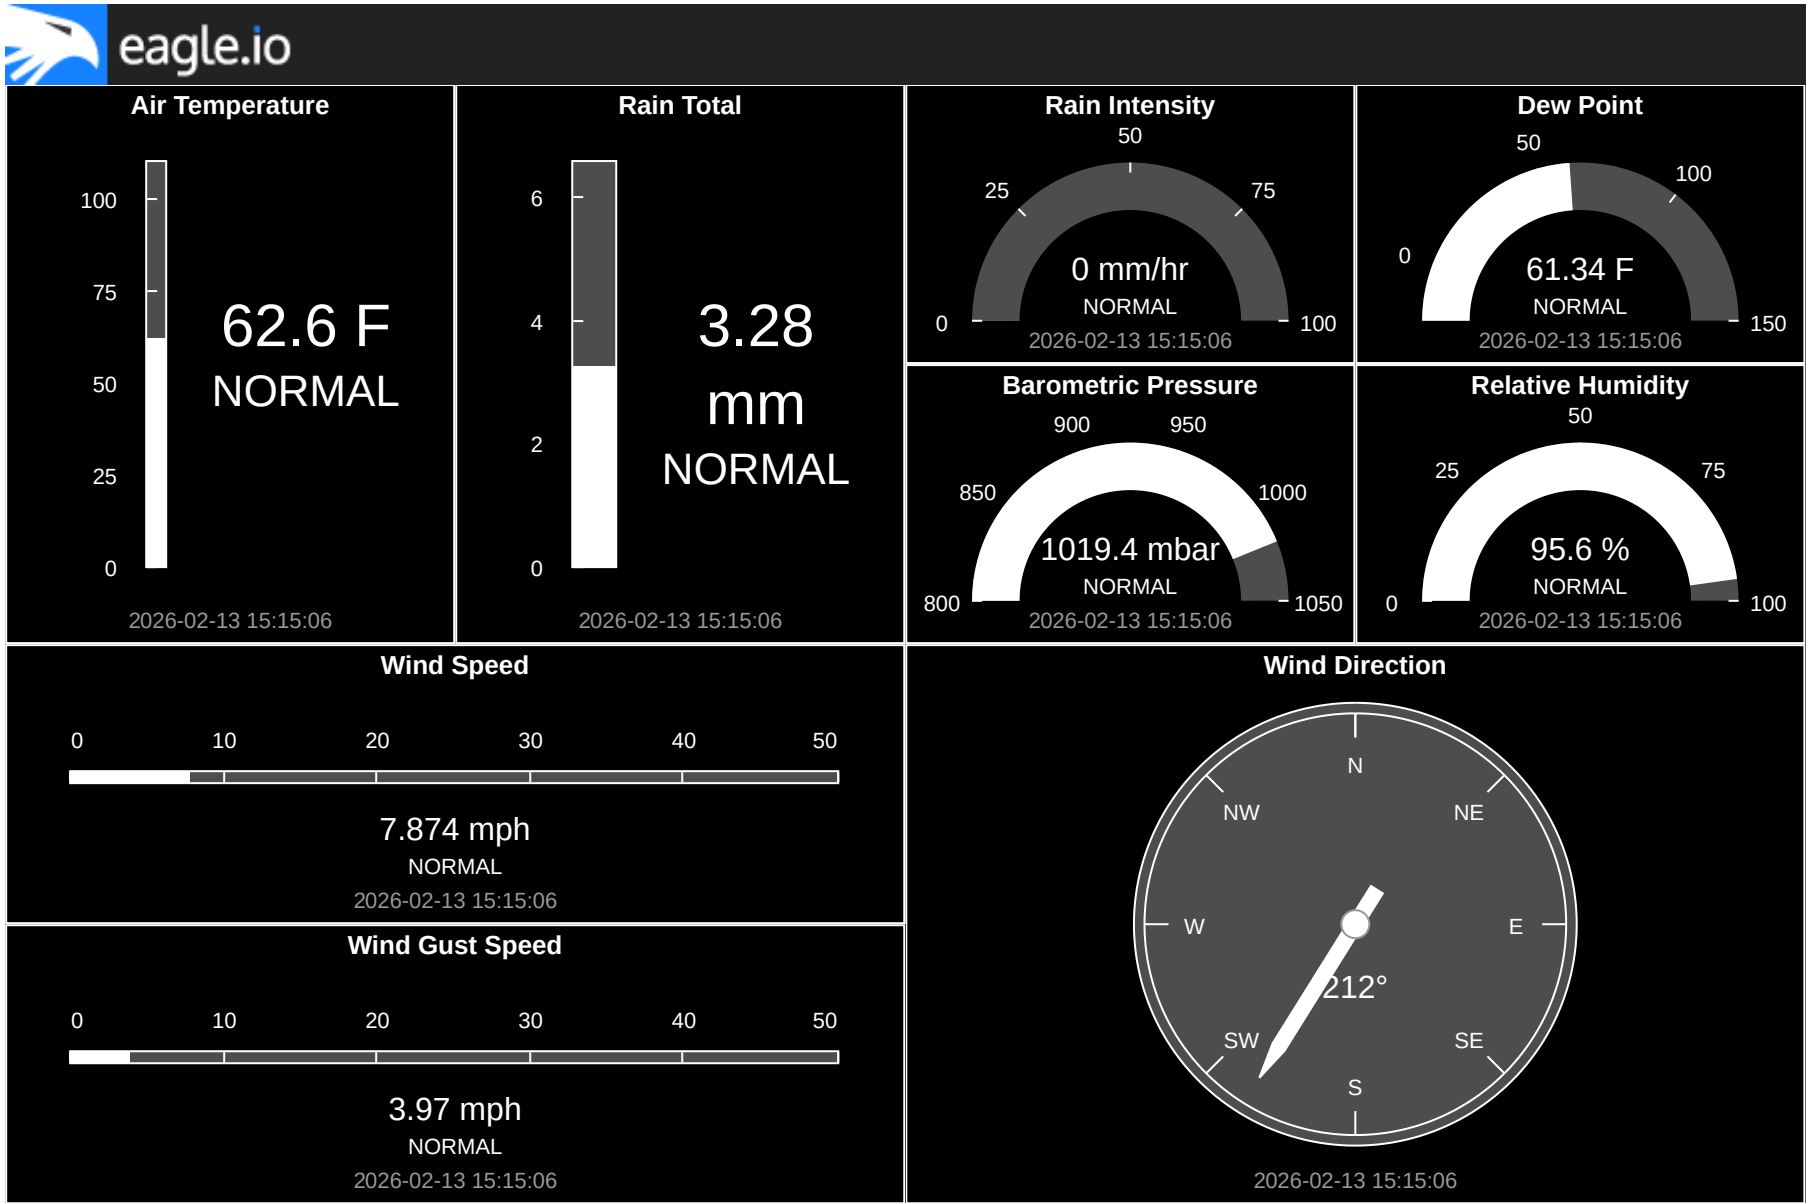 eagle.io
Air Temperature
100
75
50
25
0
62.6 F
NORMAL
2026-02-13 15:15:06
Rain Total
6
4
2
0
3.28
mm
NORMAL
2026-02-13 15:15:06
Rain Intensity
0
25
50
75
100
0 mm/hr
NORMAL
2026-02-13 15:15:06
Dew Point
0
50
100
150
61.34 F
NORMAL
2026-02-13 15:15:06
Barometric Pressure
800
850
900
950
1000
1050
1019.4 mbar
NORMAL
2026-02-13 15:15:06
Relative Humidity
0
25
50
75
100
95.6 %
NORMAL
2026-02-13 15:15:06
Wind Speed
0 10 20 30 40 50
7.874 mph
NORMAL
2026-02-13 15:15:06
Wind Gust Speed
0 10 20 30 40 50
3.97 mph
NORMAL
2026-02-13 15:15:06
Wind Direction
N
NW NE
W E
212°
SW SE
S
2026-02-13 15:15:06